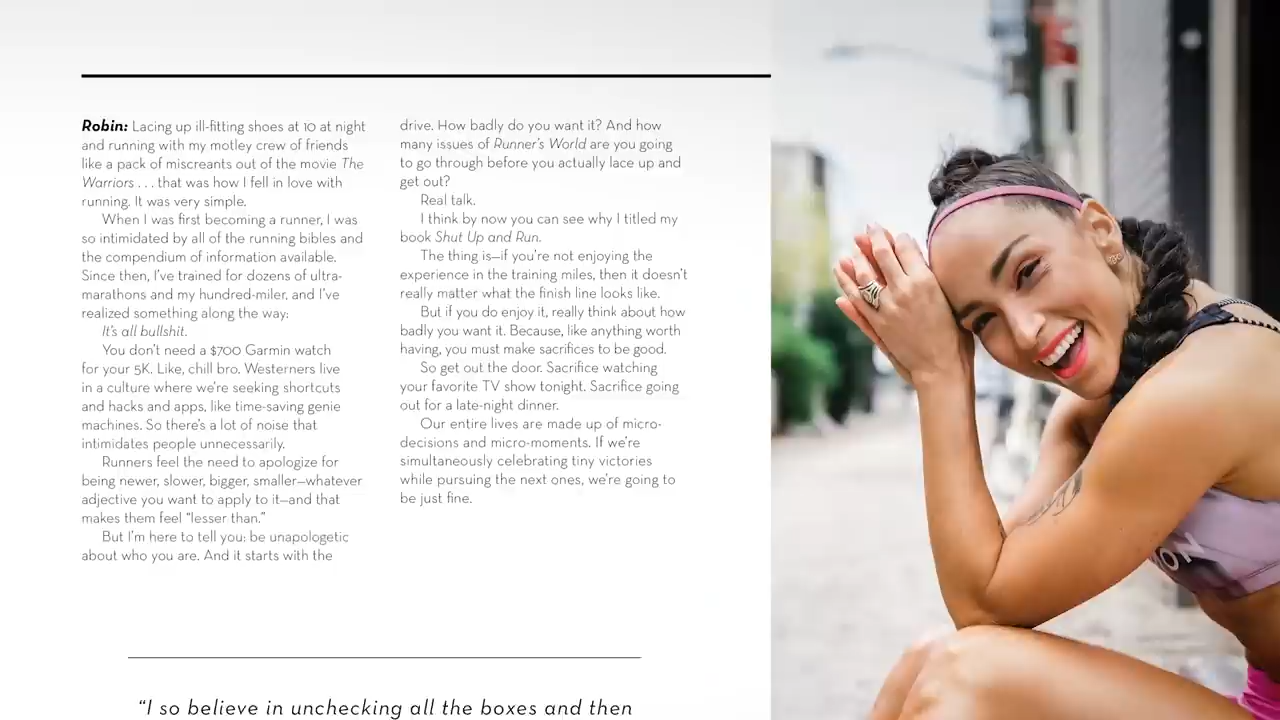 Robin: Lacing up ill-fitting shoes at 10 at night
and running with my motley crew of friends
like a pack of miscreants out of the movie The
Warriors . . . that was how I fell in love with
running. It was very simple.
When I was first becoming a runner, I was
so intimidated by all of the running bibles and
the compendium of information available.
Since then, I've trained for dozens of ultra-
marathons and my hundred-miler, and I've
realized something along the way:
It's all bullshit.
You don't need a $700 Garmin watch
for your 5K. Like, chill bro. Westerners live
in a culture where we're seeking shortcuts
and hacks and apps, like time-saving genie
machines. So there's a lot of noise that
intimidates people unnecessarily.
Runners feel the need to apologize for
being newer, slower, bigger, smaller—whatever
adjective you want to apply to it—and that
makes them feel “lesser than.”
But I'm here to tell you: be unapologetic
about who you are. And it starts with the
drive. How badly do you want it? And how
many issues of Runner's World are you going
to go through before you actually lace up and
get out?
Real talk.
I think by now you can see why I titled my
book Shut Up and Run.
The thing is—if you're not enjoying the
experience in the training miles, then it doesn't
really matter what the finish line looks like.
But if you do enjoy it, really think about how
badly you want it. Because, like anything worth
having, you must make sacrifices to be good.
So get out the door. Sacrifice watching
your favorite TV show tonight. Sacrifice going
out for a late-night dinner.
Our entire lives are made up of micro-
decisions and micro-moments. If we're
simultaneously celebrating tiny victories
while pursuing the next ones, we're going to
be just fine.
“I so believe in unchecking all the boxes and then